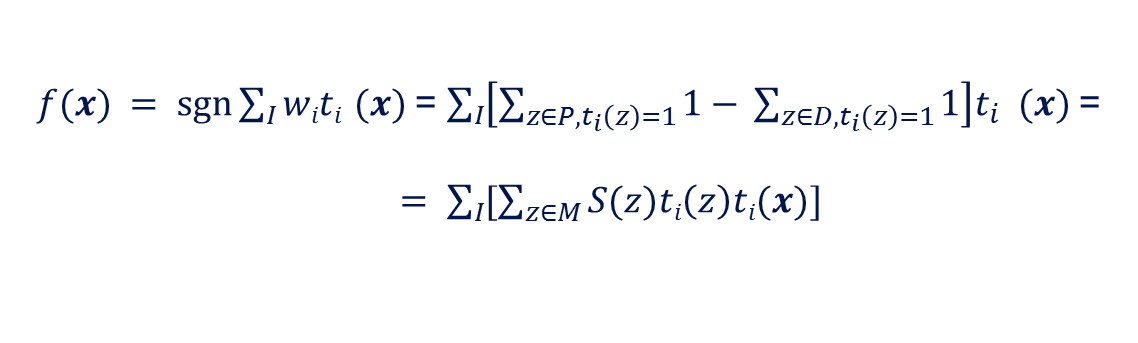 f(x) = sgn ∑_I w_i t_i (x) = ∑_I[∑_{z∈P,t_i(z)=1} 1 − ∑_{z∈D,t_i(z)=1} 1]t_i (x) =
= ∑_I[∑_{z∈M} S(z)t_i(z)t_i(x)]